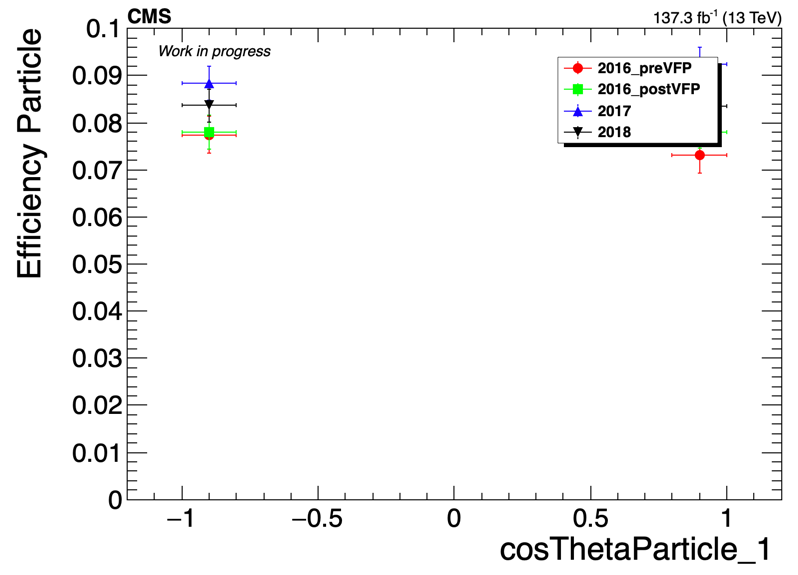 CMS
137.3 fb⁻¹ (13 TeV)
Work in progress
2016_preVFP
2016_postVFP
2017
2018
Efficiency Particle
0.1
0.09
0.08
0.07
0.06
0.05
0.04
0.03
0.02
0.01
0
−1
−0.5
0
0.5
1
cosThetaParticle_1